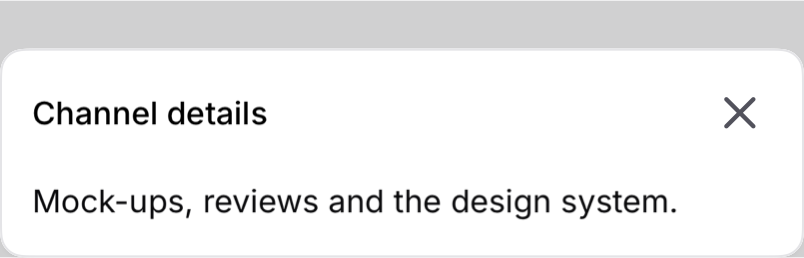 Channel details
Mock-ups, reviews and the design system.